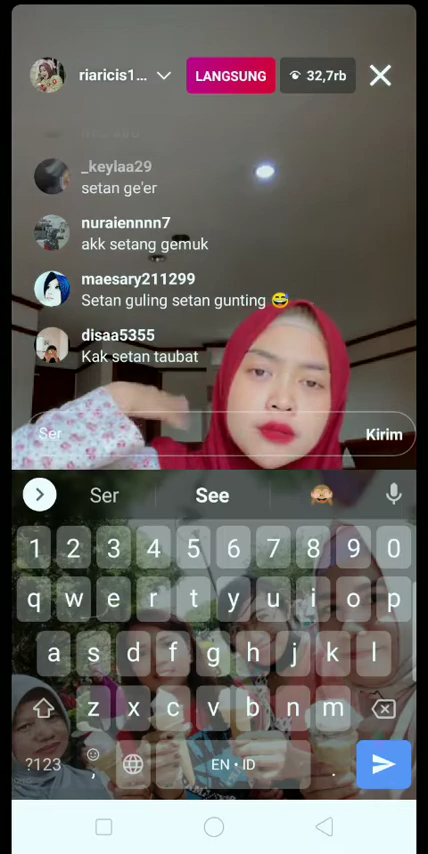 riaricis1... LANGSUNG 32,7rb
_keylaa29
setan ge'er
nuraiennnn7
akk setang gemuk
maesary211299
Setan guling setan gunting 😅
disaa5355
Kak setan taubat
Ser Kirim
Ser See 🙈
1 2 3 4 5 6 7 8 9 0
q w e r t y u i o p
a s d f g h j k l
z x c v b n m
?123 , EN • ID .